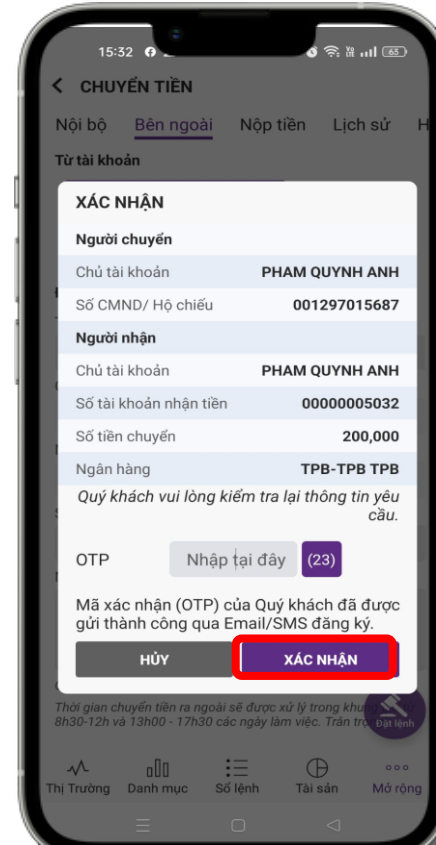 15:32
65
CHUYỂN TIỀN
Nội bộ Bên ngoài Nộp tiền Lịch sử H
Từ tài khoản
XÁC NHẬN
Người chuyển
Chủ tài khoản PHAM QUYNH ANH
Số CMND/ Hộ chiếu 001297015687
Người nhận
Chủ tài khoản PHAM QUYNH ANH
Số tài khoản nhận tiền 00000005032
Số tiền chuyển 200,000
Ngân hàng TPB-TPB TPB
Quý khách vui lòng kiểm tra lại thông tin yêu
cầu.
OTP Nhập tại đây (23)
Mã xác nhận (OTP) của Quý khách đã được
gửi thành công qua Email/SMS đăng ký.
HỦY XÁC NHẬN
Thời gian chuyển tiền ra ngoài sẽ được xử lý trong khung
8h30-12h và 13h00 - 17h30 các ngày làm việc. Trân
Đặt lệnh
Thị Trường Danh mục Sổ lệnh Tài sản Mở rộng